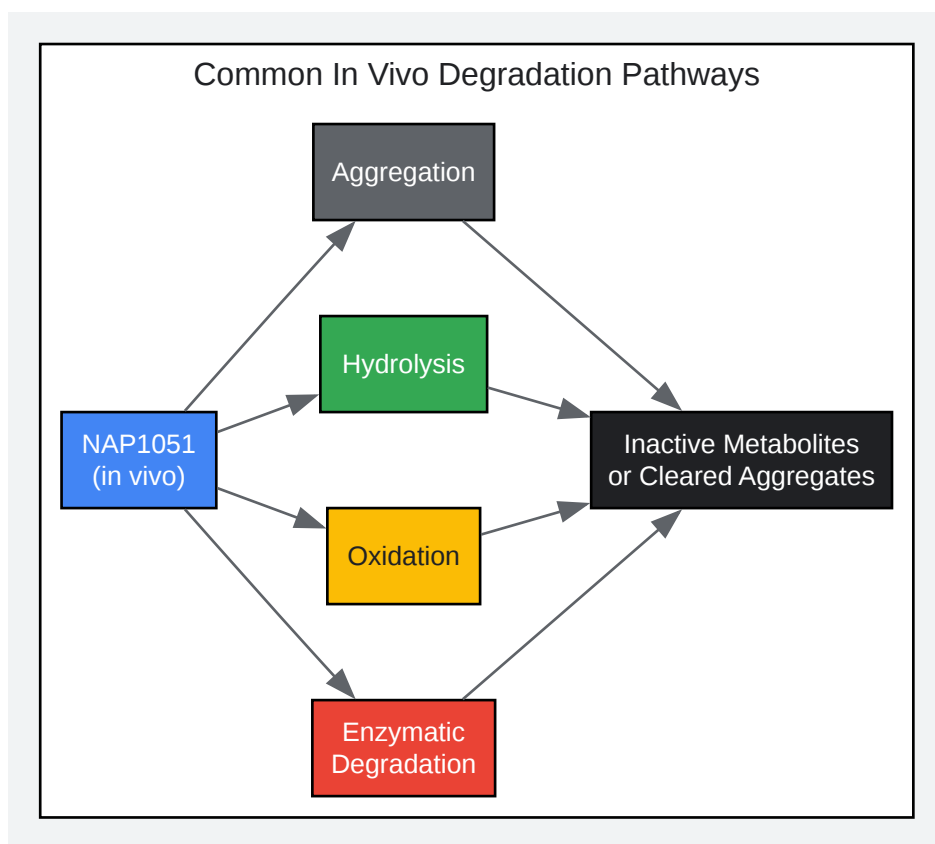 Common In Vivo Degradation Pathways
Aggregation
Hydrolysis
NAP1051
(in vivo)
Inactive Metabolites
or Cleared Aggregates
Oxidation
Enzymatic
Degradation